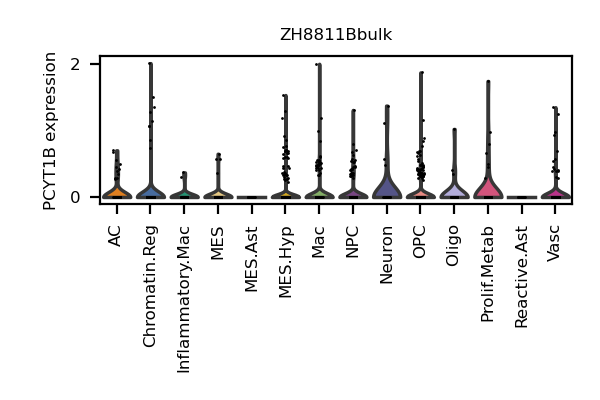 ZH8811Bbulk
PCYT1B expression
2
0
AC
Chromatin.Reg
Inflammatory.Mac
MES
MES.Ast
MES.Hyp
Mac
NPC
Neuron
OPC
Oligo
Prolif.Metab
Reactive.Ast
Vasc